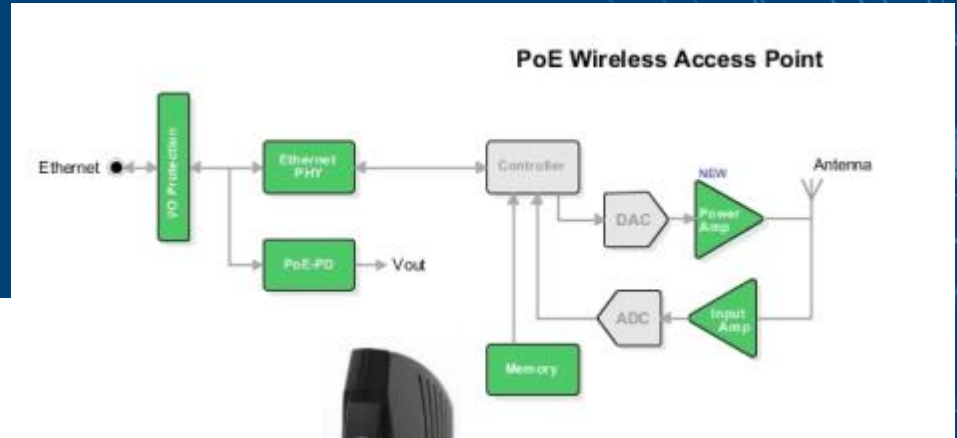 PoE Wireless Access Point
Ethernet
I/O Protection
Ethernet
PHY
Controller
NEW
Antenna
DAC
Power
Amp
PoE-PD
Vout
ADC
Input
Amp
Memory